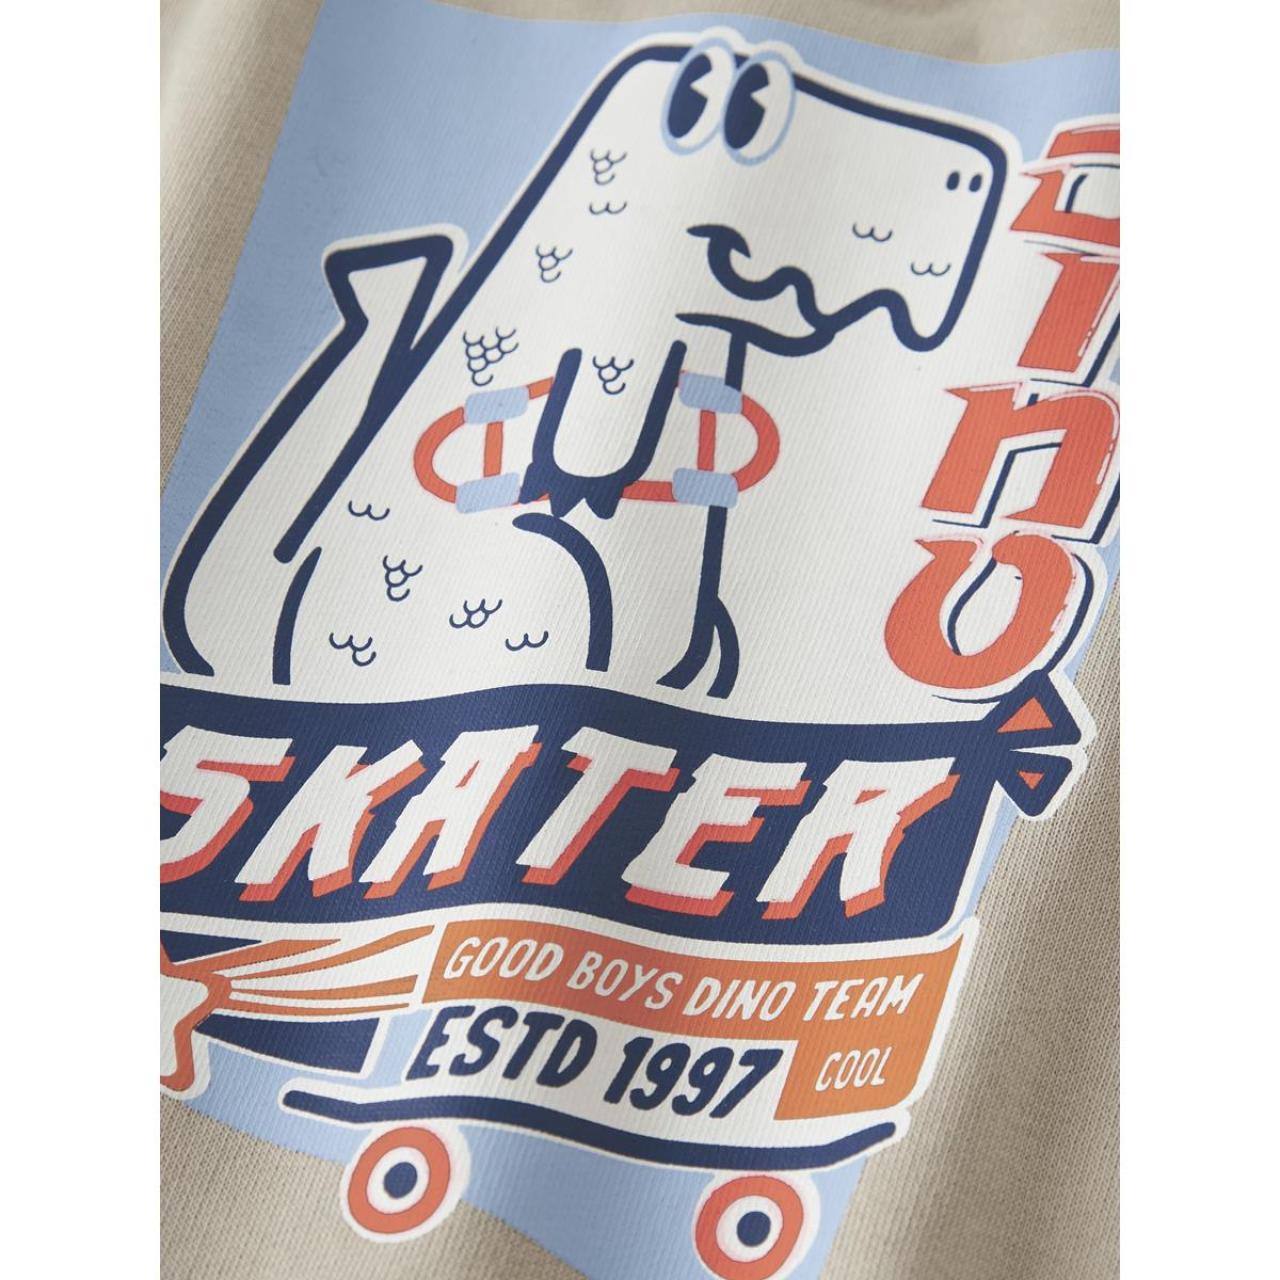 Dino
SKATER
GOOD BOYS DINO TEAM
ESTD 1997
COOL